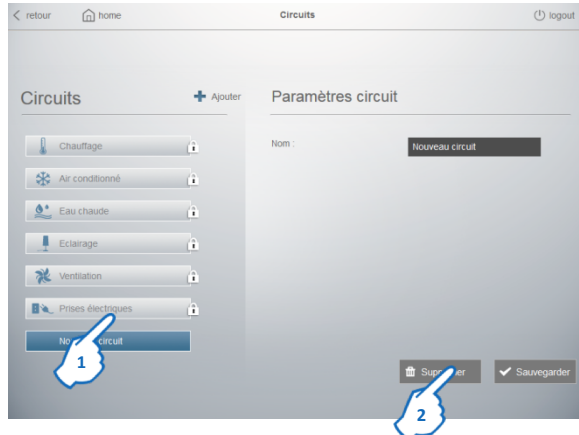 retour
home
Circuits
logout
Circuits
Ajouter
Paramètres circuit
Chauffage
Nom :
Nouveau circuit
Air conditionné
Eau chaude
Eclairage
Ventilation
Prises électriques
circuit
1
Sauvegarder
2